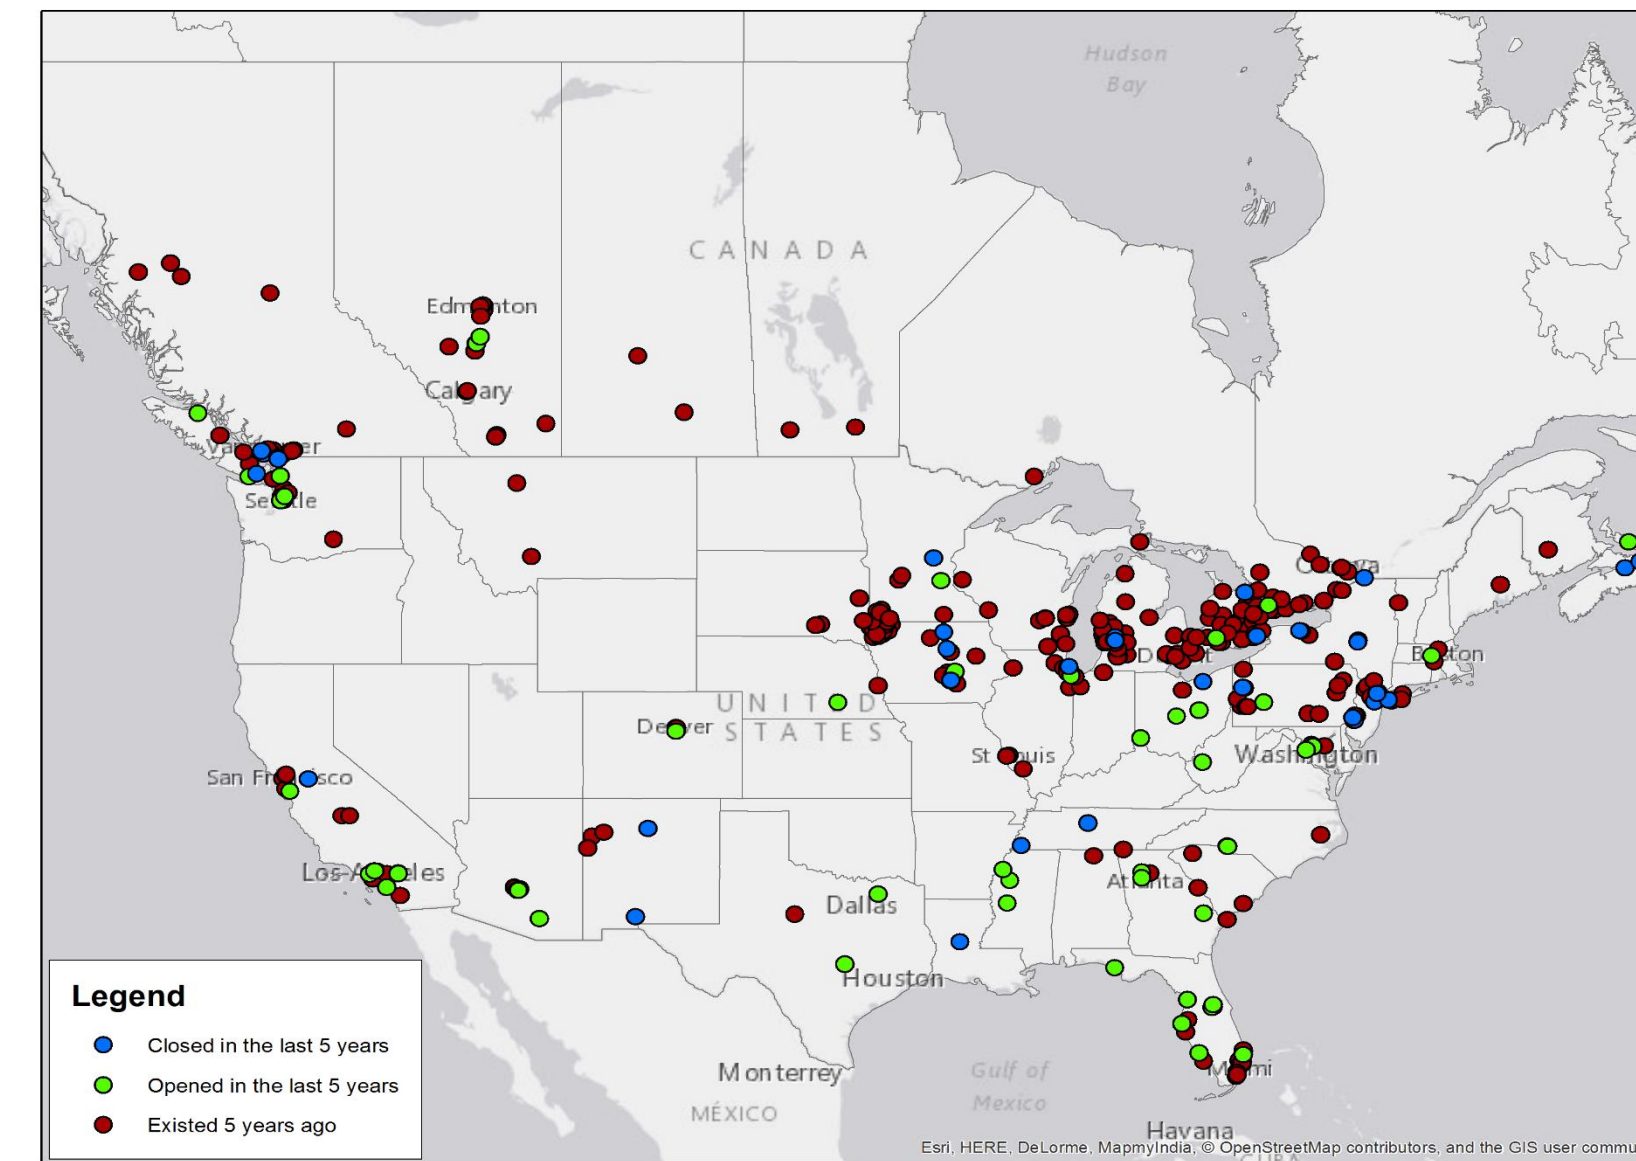 Hudson
Bay
CANADA
Edmonton
Calgary
Vancouver
Seattle
Ottawa
Boston
Detroit
UNITED
STATES
Denver
St Louis
Washington
San Francisco
Los-Angeles
Atlanta
Dallas
Houston
Monterrey
MÉXICO
Gulf of
Mexico
Miami
Havana
CUBA
Legend
Closed in the last 5 years
Opened in the last 5 years
Existed 5 years ago
Esri, HERE, DeLorme, MapmyIndia, © OpenStreetMap contributors, and the GIS user commu